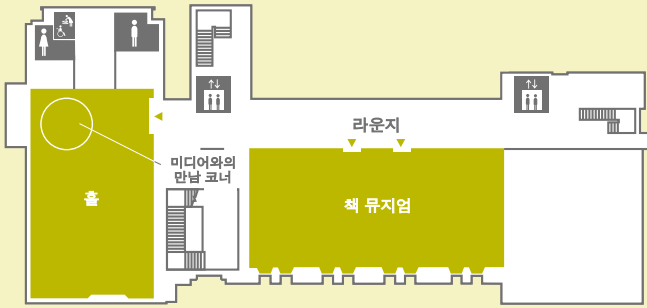 라운지
미디어와의
만남 코너
홀
책 뮤지엄